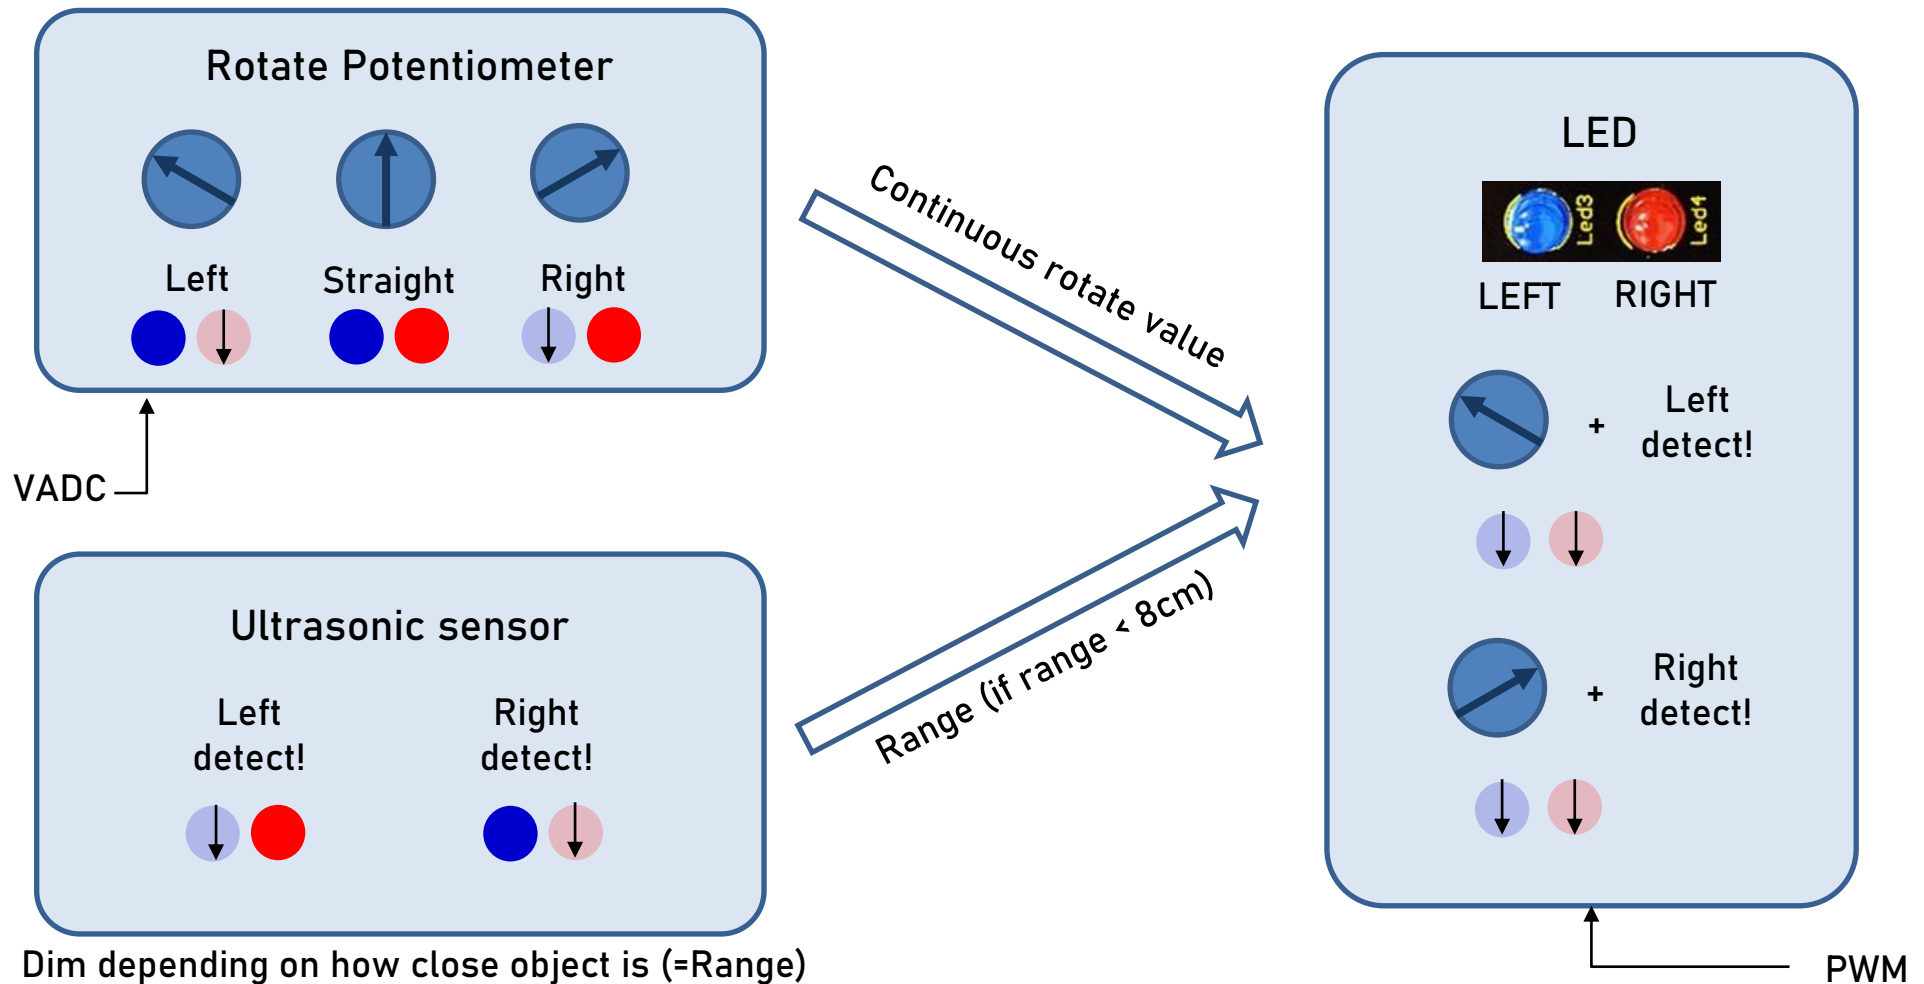 Rotate Potentiometer
Left
Straight
Right
VADC
Ultrasonic sensor
Left
detect!
Right
detect!
Dim depending on how close object is (=Range)
Continuous rotate value
Range (if range < 8cm)
LED
Led3
Led4
LEFT
RIGHT
+
Left
detect!
+
Right
detect!
PWM